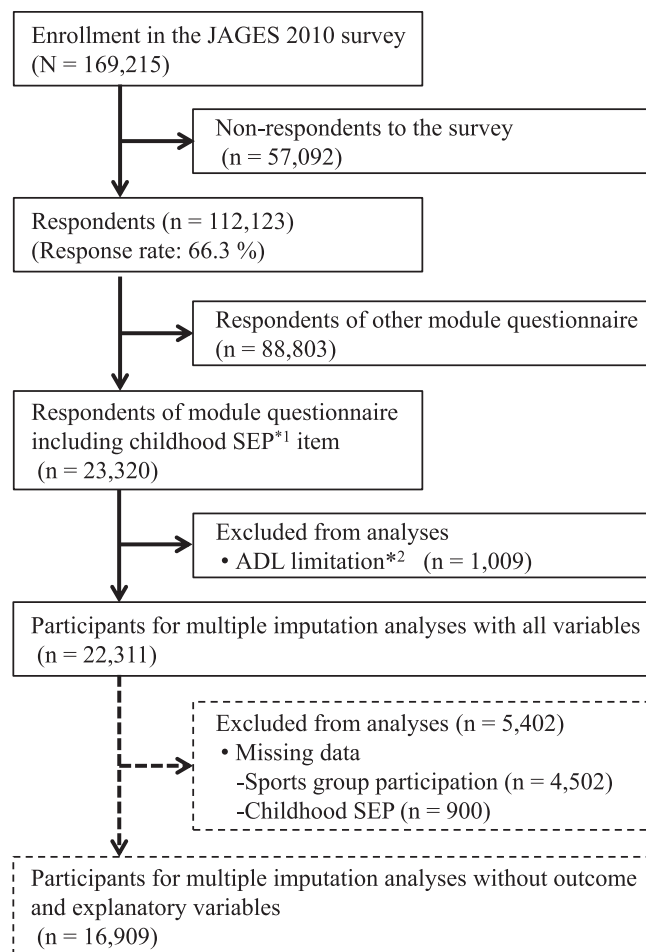 Enrollment in the JAGES 2010 survey
(N = 169,215)
Non-respondents to the survey
(n = 57,092)
Respondents (n = 112,123)
(Response rate: 66.3 %)
Respondents of other module questionnaire
(n = 88,803)
Respondents of module questionnaire
including childhood SEP*1 item
(n = 23,320)
Excluded from analyses
• ADL limitation*2 (n = 1,009)
Participants for multiple imputation analyses with all variables
(n = 22,311)
Excluded from analyses (n = 5,402)
• Missing data
-Sports group participation (n = 4,502)
-Childhood SEP (n = 900)
Participants for multiple imputation analyses without outcome
and explanatory variables
(n = 16,909)